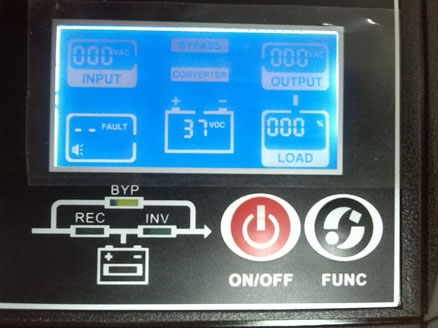 000 VAC
INPUT
BYPASS
CONVERTER
000 VAC
OUTPUT
-- FAULT
+ -
37 VDC
000 %
LOAD
BYP
REC
INV
+ -
ON/OFF
FUNC